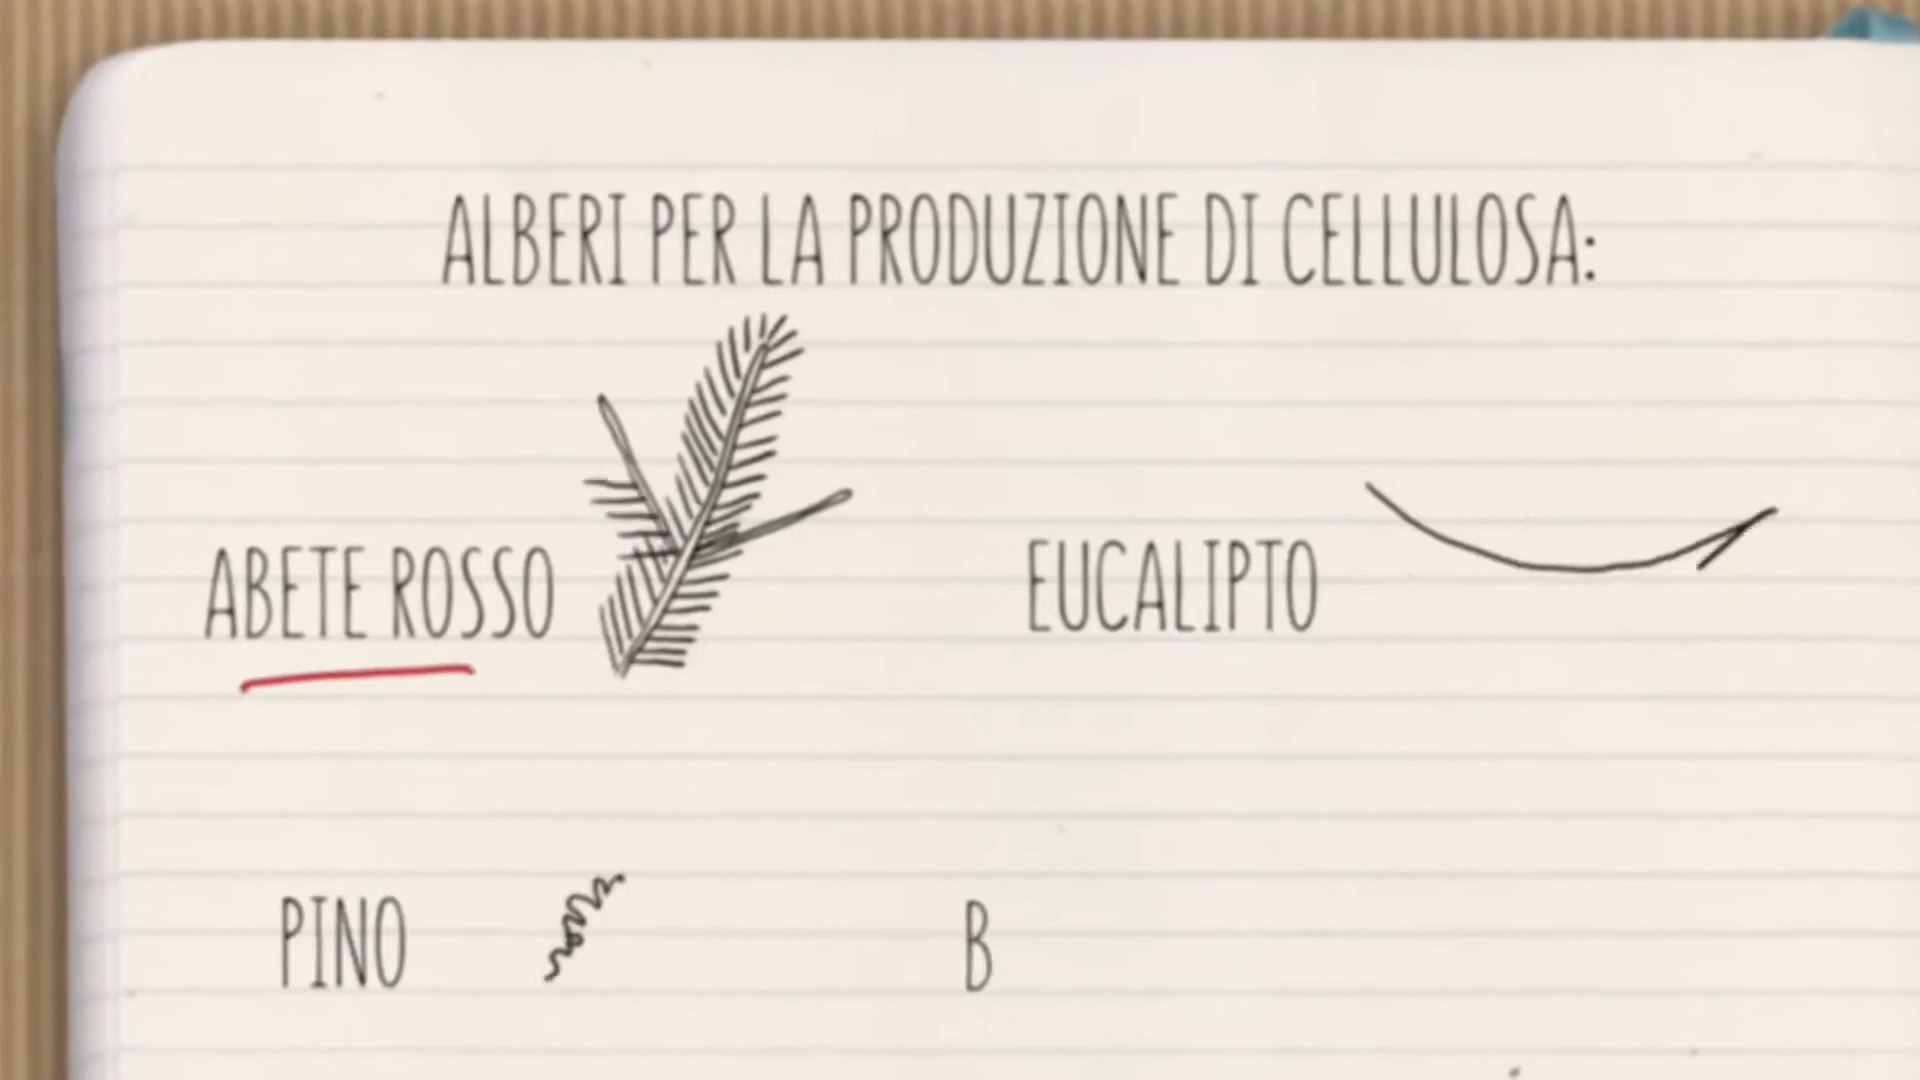 ALBERI PER LA PRODUZIONE DI CELLULOSA:
ABETE ROSSO
EUCALIPTO
PINO
B